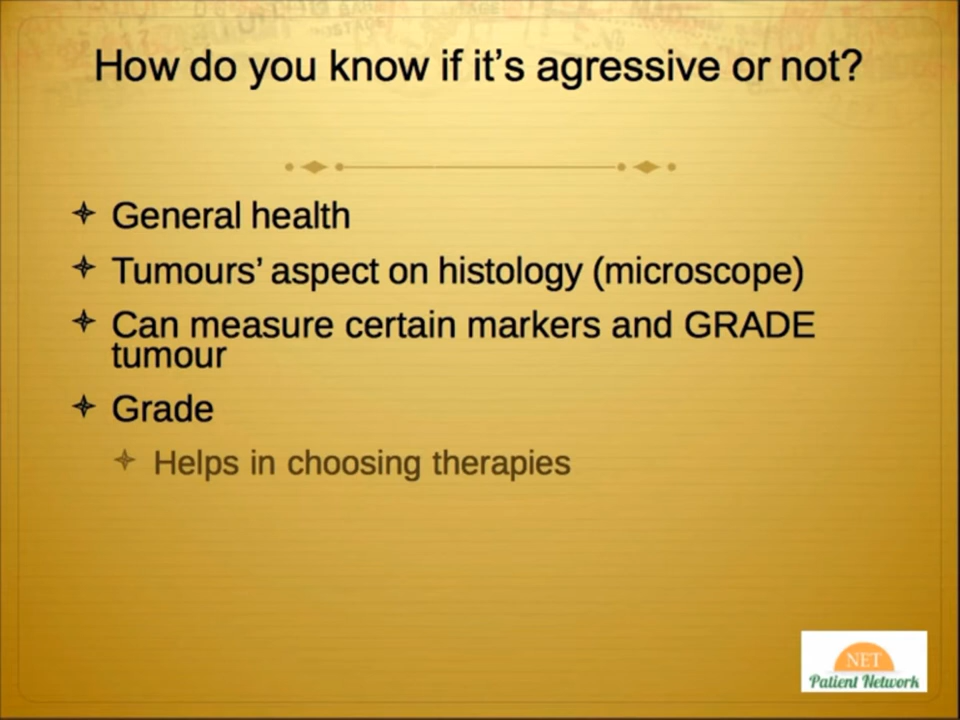 How do you know if it's agressive or not?
General health
Tumours' aspect on histology (microscope)
Can measure certain markers and GRADE
tumour
Grade
Helps in choosing therapies
NET
Patient Network